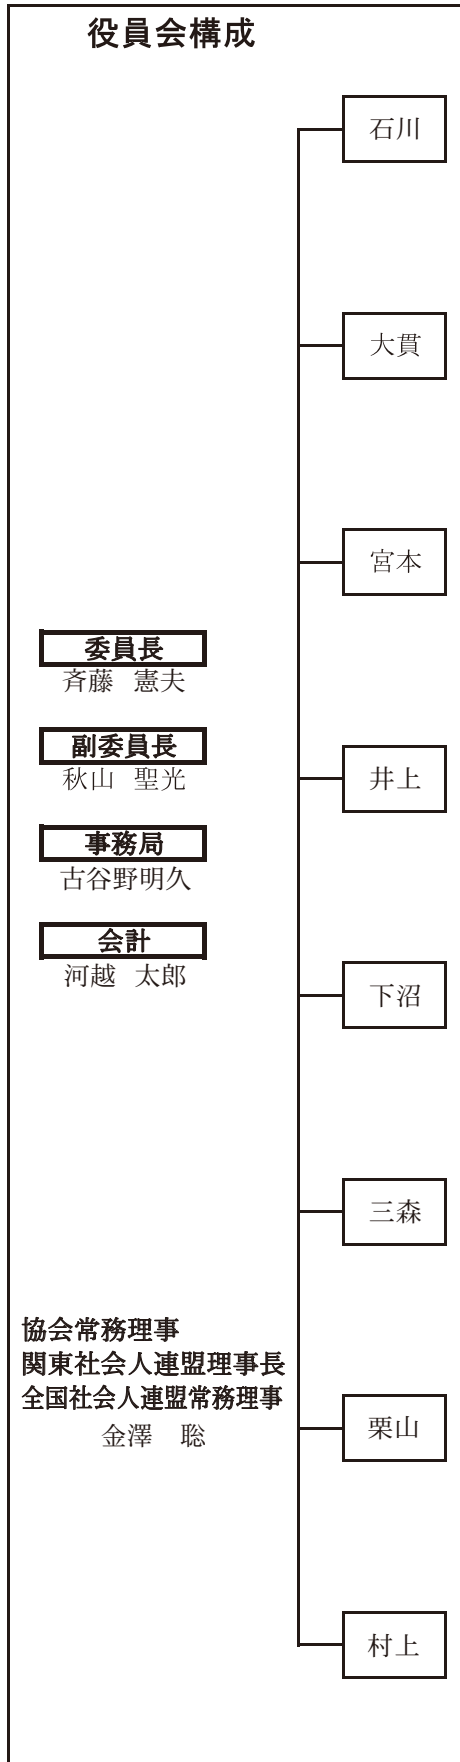 役員会構成
石川
大貫
宮本
委員長
斉藤 憲夫
副委員長
秋山 聖光
井上
事務局
古谷野明久
会計
河越 太郎
下沼
三森
協会常務理事
関東社会人連盟理事長
全国社会人連盟常務理事
金澤 聡
栗山
村上